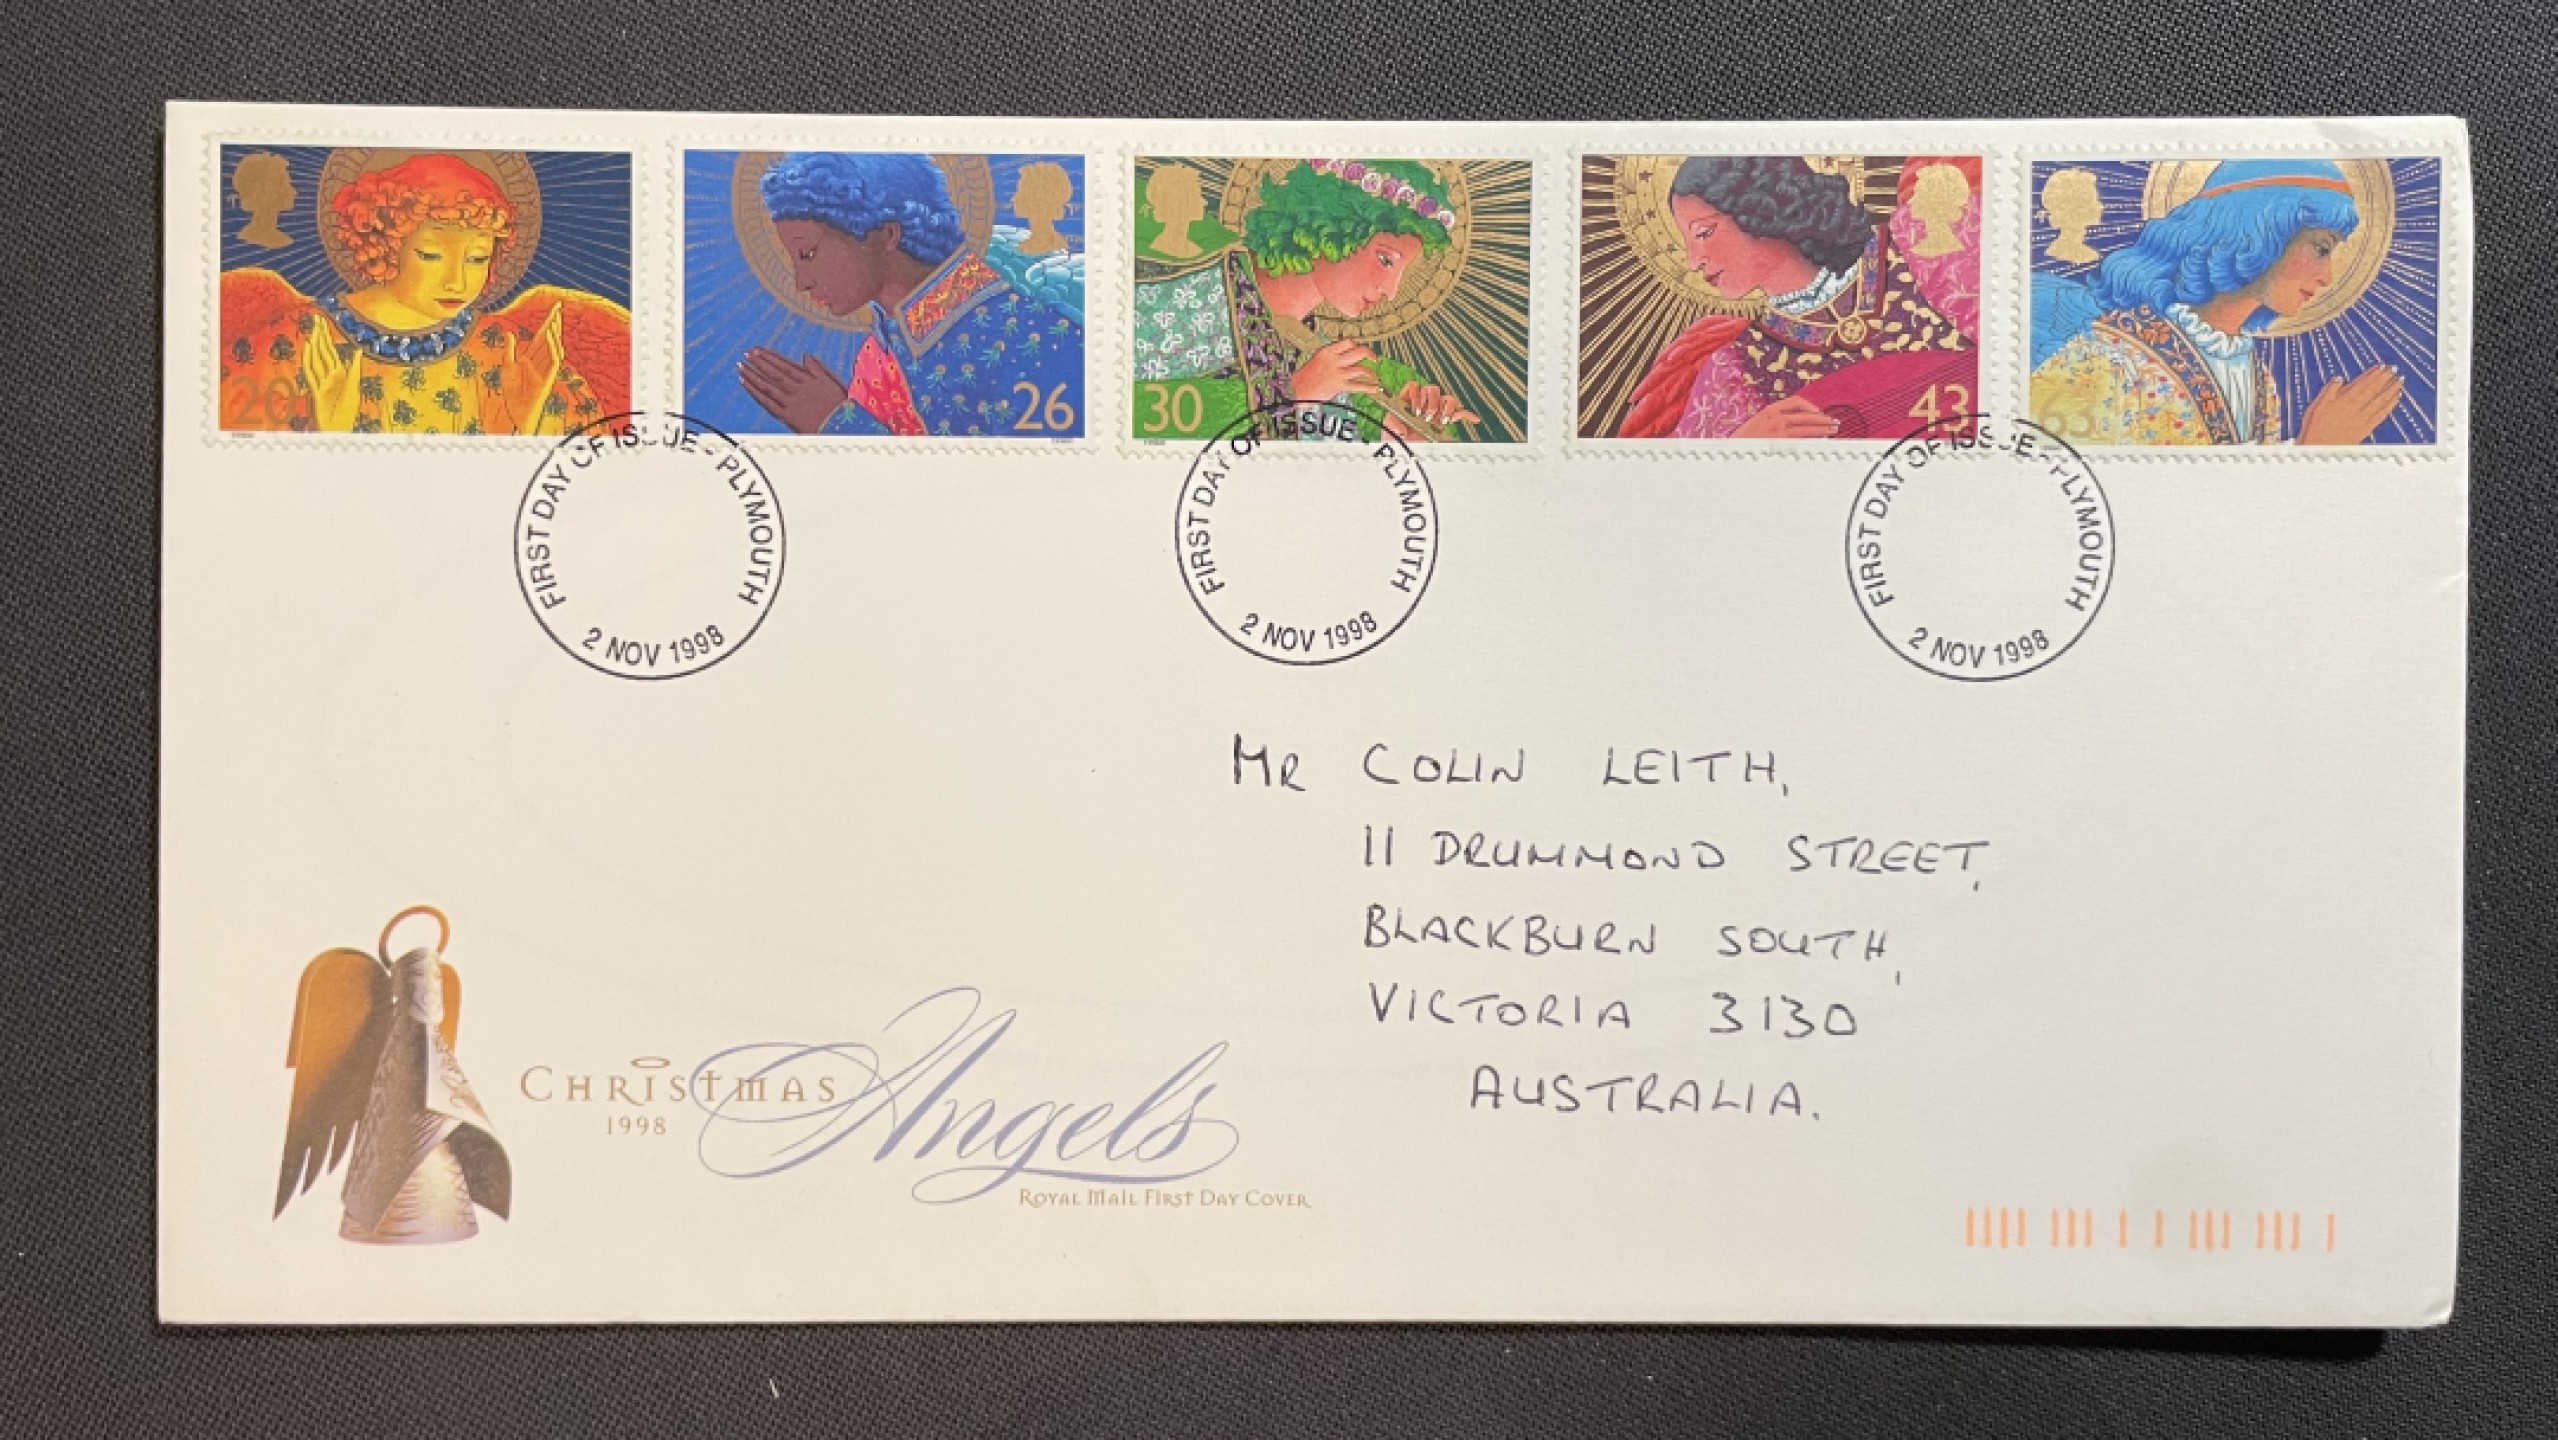 20
26
30
43
63
FIRST DAY OF ISSUE - PLYMOUTH
2 NOV 1998
FIRST DAY OF ISSUE - PLYMOUTH
2 NOV 1998
FIRST DAY OF ISSUE - PLYMOUTH
2 NOV 1998
MR COLIN LEITH,
11 DRUMMOND STREET,
BLACKBURN SOUTH,
VICTORIA 3130
AUSTRALIA.
CHRISTMAS Angels
1998
ROYAL MAIL FIRST DAY COVER